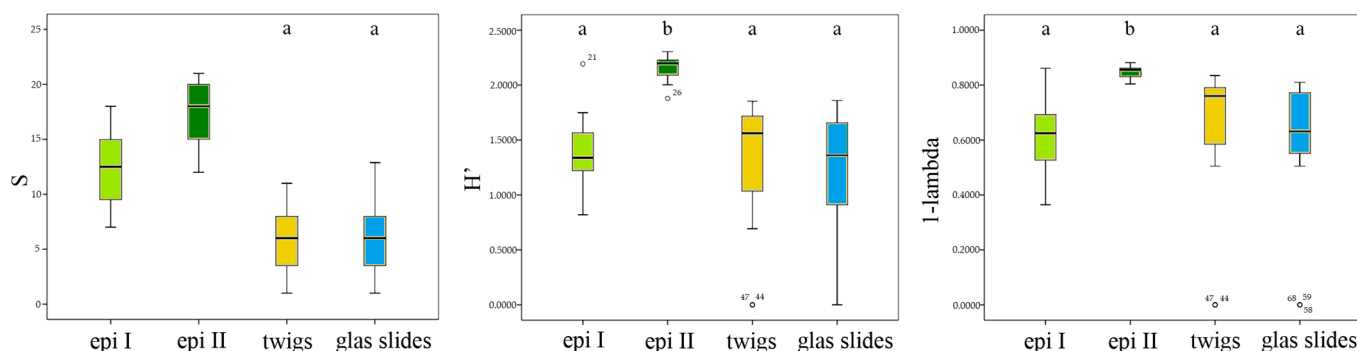 a a
25
20
15
10
5
0
S
epi I epi II twigs glas slides
a b a a
2.5000
2.0000
1.5000
1.0000
0.5000
0.0000
H'
21
26
47 44
epi I epi II twigs glas slides
a b a a
1.0000
0.8000
0.6000
0.4000
0.2000
0.0000
1-lambda
47 44
68 59
58
epi I epi II twigs glas slides